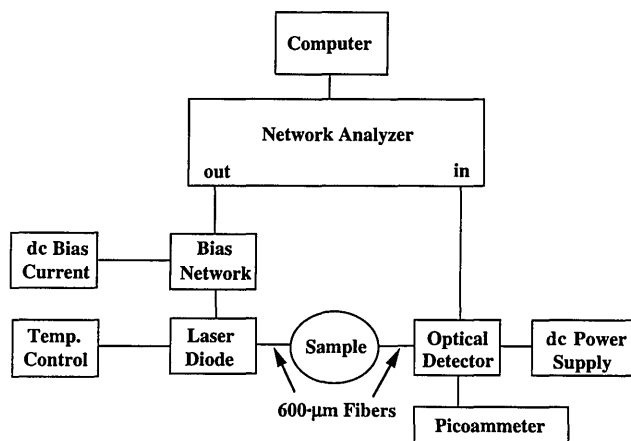 Computer
Network Analyzer
out
in
dc Bias
Current
Bias
Network
Temp.
Control
Laser
Diode
Sample
Optical
Detector
dc Power
Supply
600-μm Fibers
Picoammeter